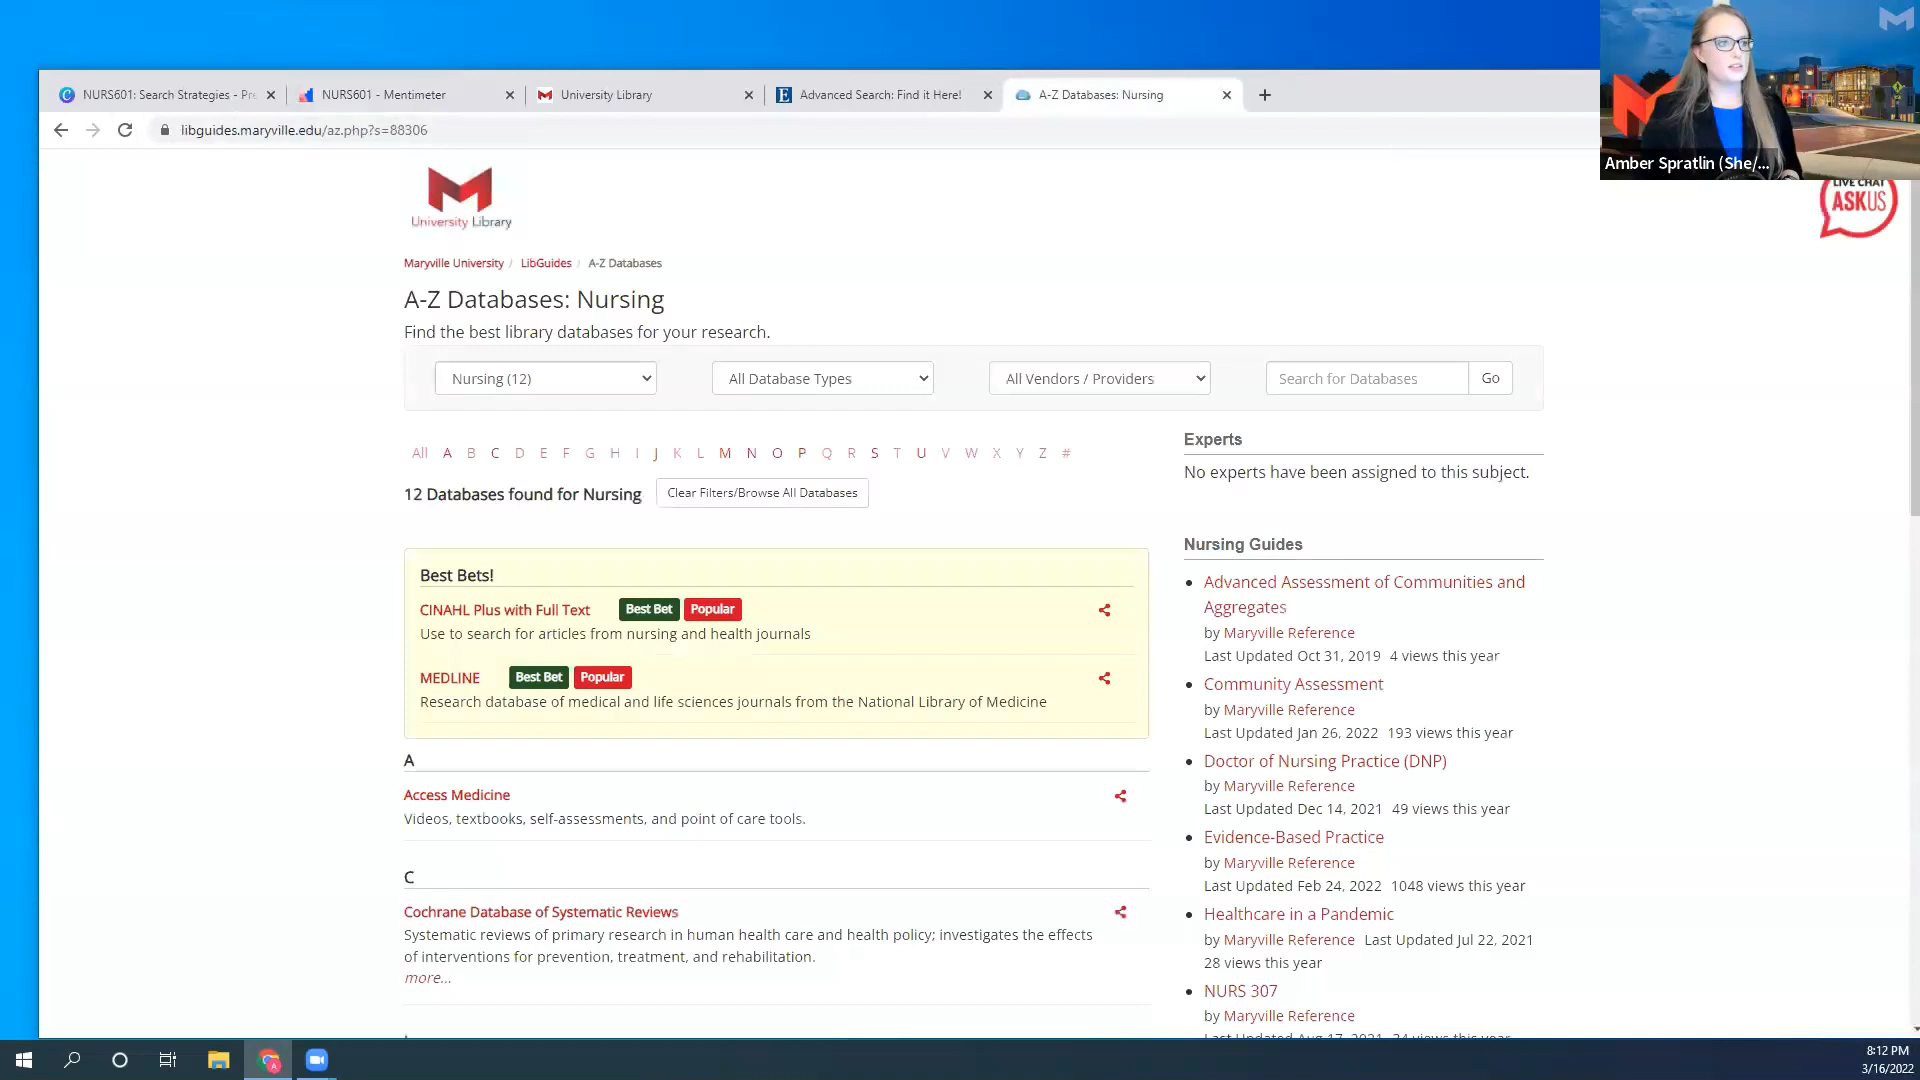 NURS601: Search Strategies - Pre
NURS601 - Mentimeter
University Library
Advanced Search: Find it Here!
A-Z Databases: Nursing
libguides.maryville.edu/az.php?s=88306
Amber Spratlin (She/...
LIVE CHAT
ASK US
University Library
Maryville University / LibGuides / A-Z Databases
A-Z Databases: Nursing
Find the best library databases for your research.
Nursing (12)
All Database Types
All Vendors / Providers
Search for Databases
Go
All A B C D E F G H I J K L M N O P Q R S T U V W X Y Z #
12 Databases found for Nursing
Clear Filters/Browse All Databases
Best Bets!
CINAHL Plus with Full Text Best Bet Popular
Use to search for articles from nursing and health journals
MEDLINE Best Bet Popular
Research database of medical and life sciences journals from the National Library of Medicine
A
Access Medicine
Videos, textbooks, self-assessments, and point of care tools.
C
Cochrane Database of Systematic Reviews
Systematic reviews of primary research in human health care and health policy; investigates the effects
of interventions for prevention, treatment, and rehabilitation.
more...
Experts
No experts have been assigned to this subject.
Nursing Guides
Advanced Assessment of Communities and
Aggregates
by Maryville Reference
Last Updated Oct 31, 2019 4 views this year
Community Assessment
by Maryville Reference
Last Updated Jan 26, 2022 193 views this year
Doctor of Nursing Practice (DNP)
by Maryville Reference
Last Updated Dec 14, 2021 49 views this year
Evidence-Based Practice
by Maryville Reference
Last Updated Feb 24, 2022 1048 views this year
Healthcare in a Pandemic
by Maryville Reference Last Updated Jul 22, 2021
28 views this year
NURS 307
by Maryville Reference
Last Updated Aug 17, 2021 34 views this year
8:12 PM
3/16/2022